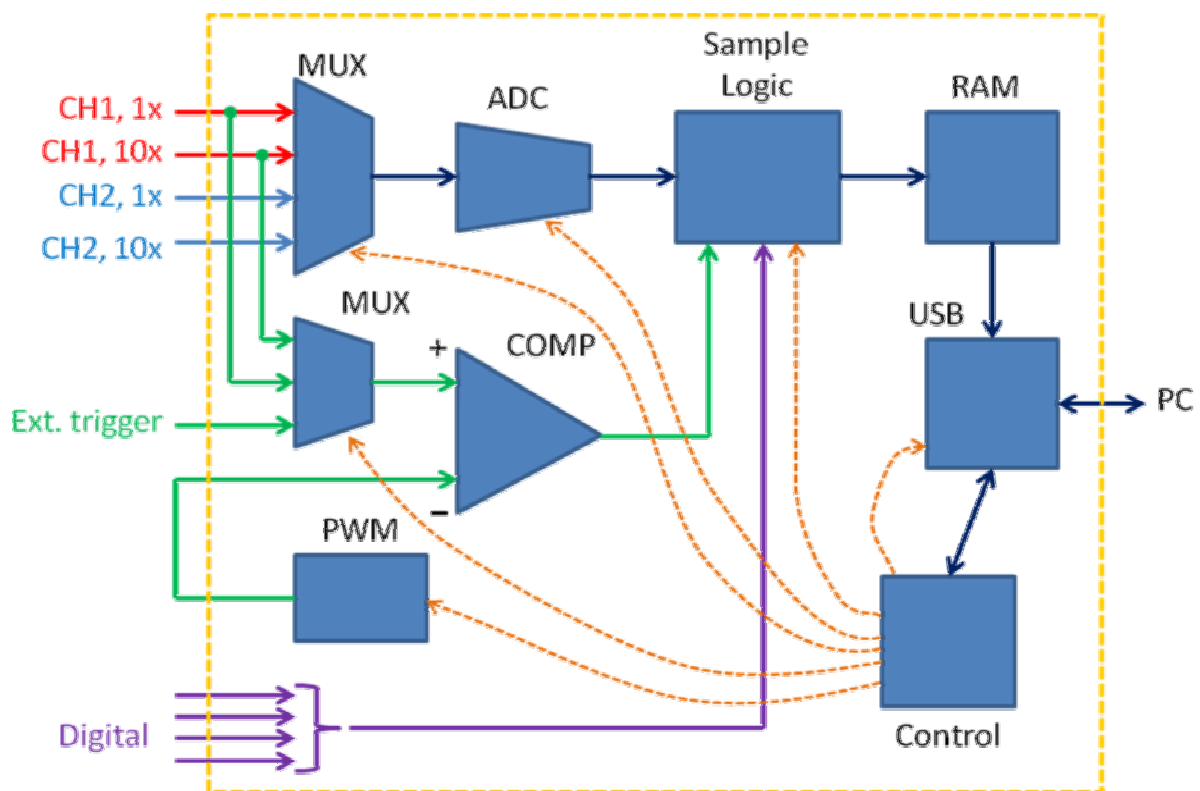 Sample
Logic
MUX
ADC
RAM
CH1, 1x
CH1, 10x
CH2, 1x
CH2, 10x
MUX
USB
+
COMP
PC
Ext. trigger
–
PWM
Digital
Control